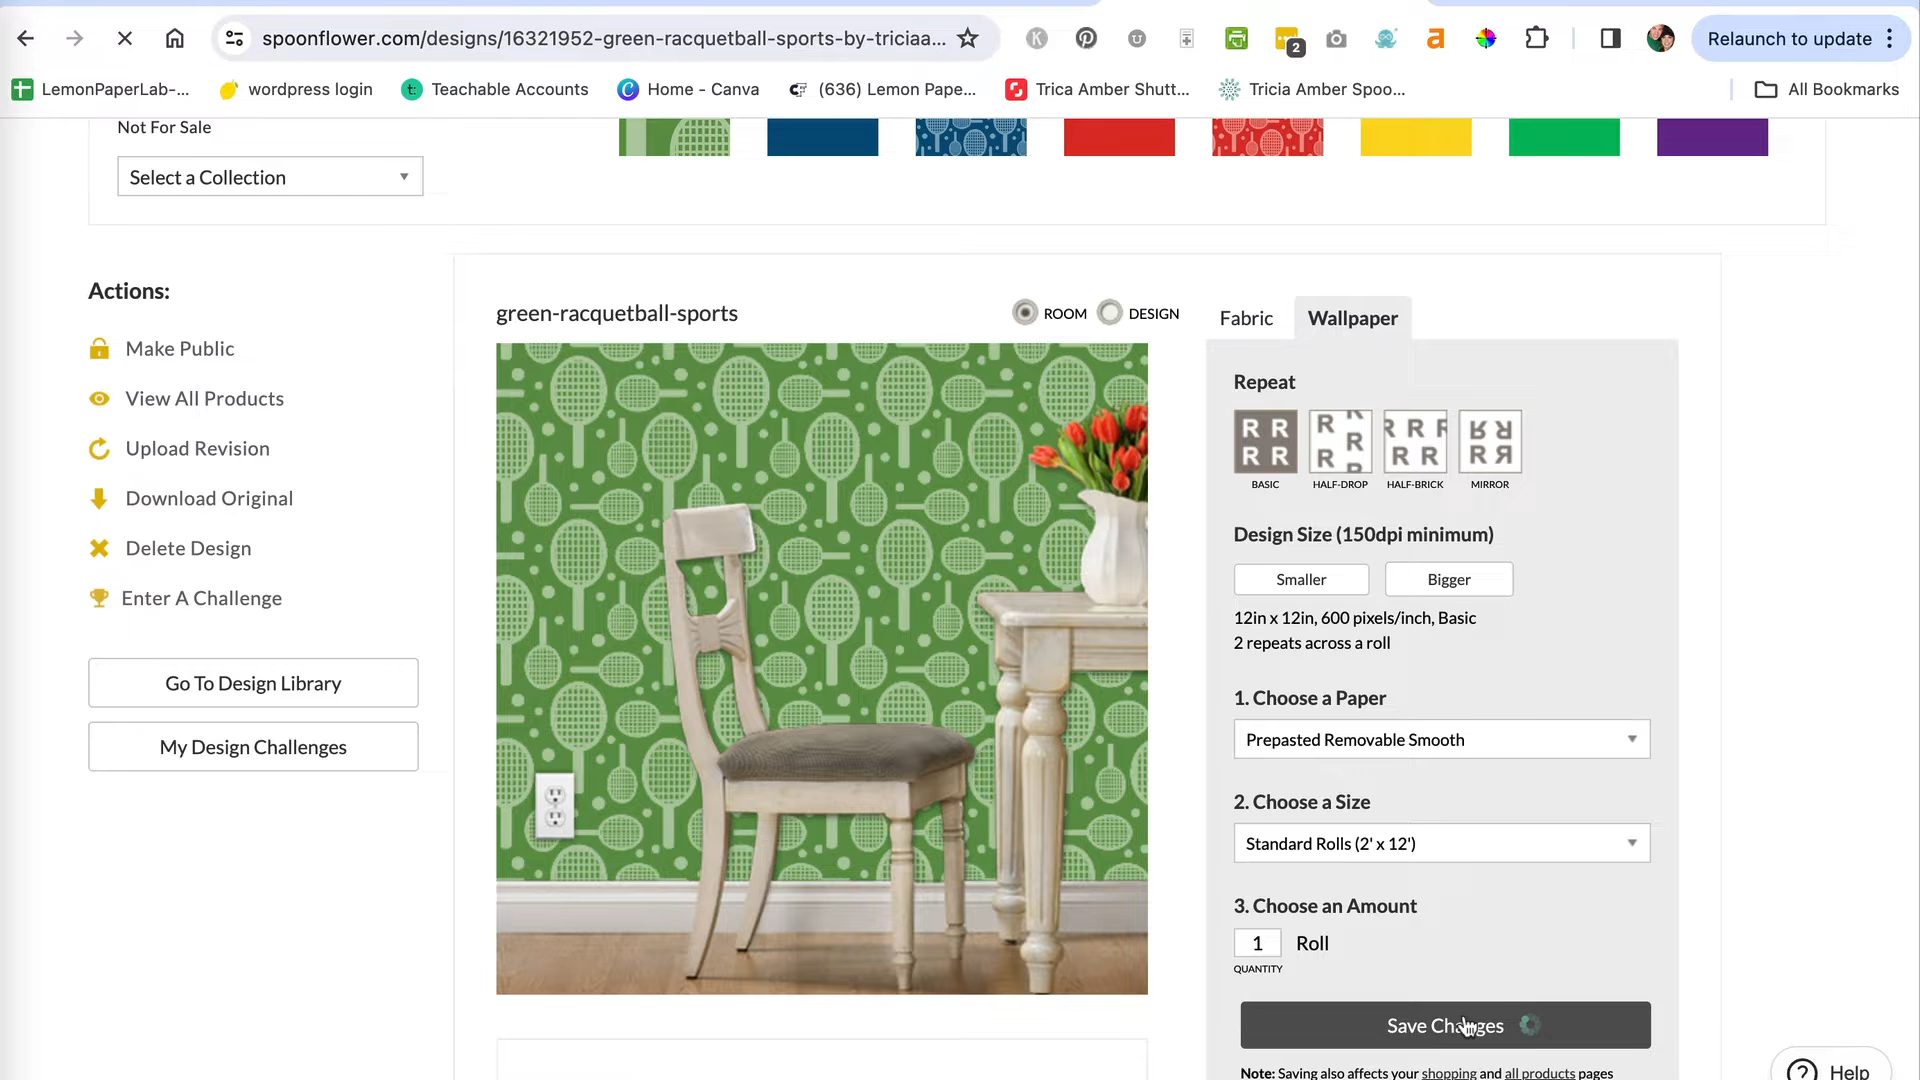 spoonflower.com/designs/16321952-green-racquetball-sports-by-triciaa...
2
Relaunch to update
LemonPaperLab-...
wordpress login
Teachable Accounts
Home - Canva
(636) Lemon Pape...
Trica Amber Shutt...
Tricia Amber Spoo...
All Bookmarks
Not For Sale
Select a Collection
Actions:
Make Public
View All Products
Upload Revision
Download Original
Delete Design
Enter A Challenge
Go To Design Library
My Design Challenges
green-racquetball-sports
ROOM
DESIGN
Fabric
Wallpaper
Repeat
BASIC
HALF-DROP
HALF-BRICK
MIRROR
Design Size (150dpi minimum)
Smaller
Bigger
12in x 12in, 600 pixels/inch, Basic
2 repeats across a roll
1. Choose a Paper
Prepasted Removable Smooth
2. Choose a Size
Standard Rolls (2' x 12')
3. Choose an Amount
1
Roll
QUANTITY
Save Changes
Note: Saving also affects your shopping and all products pages
Help